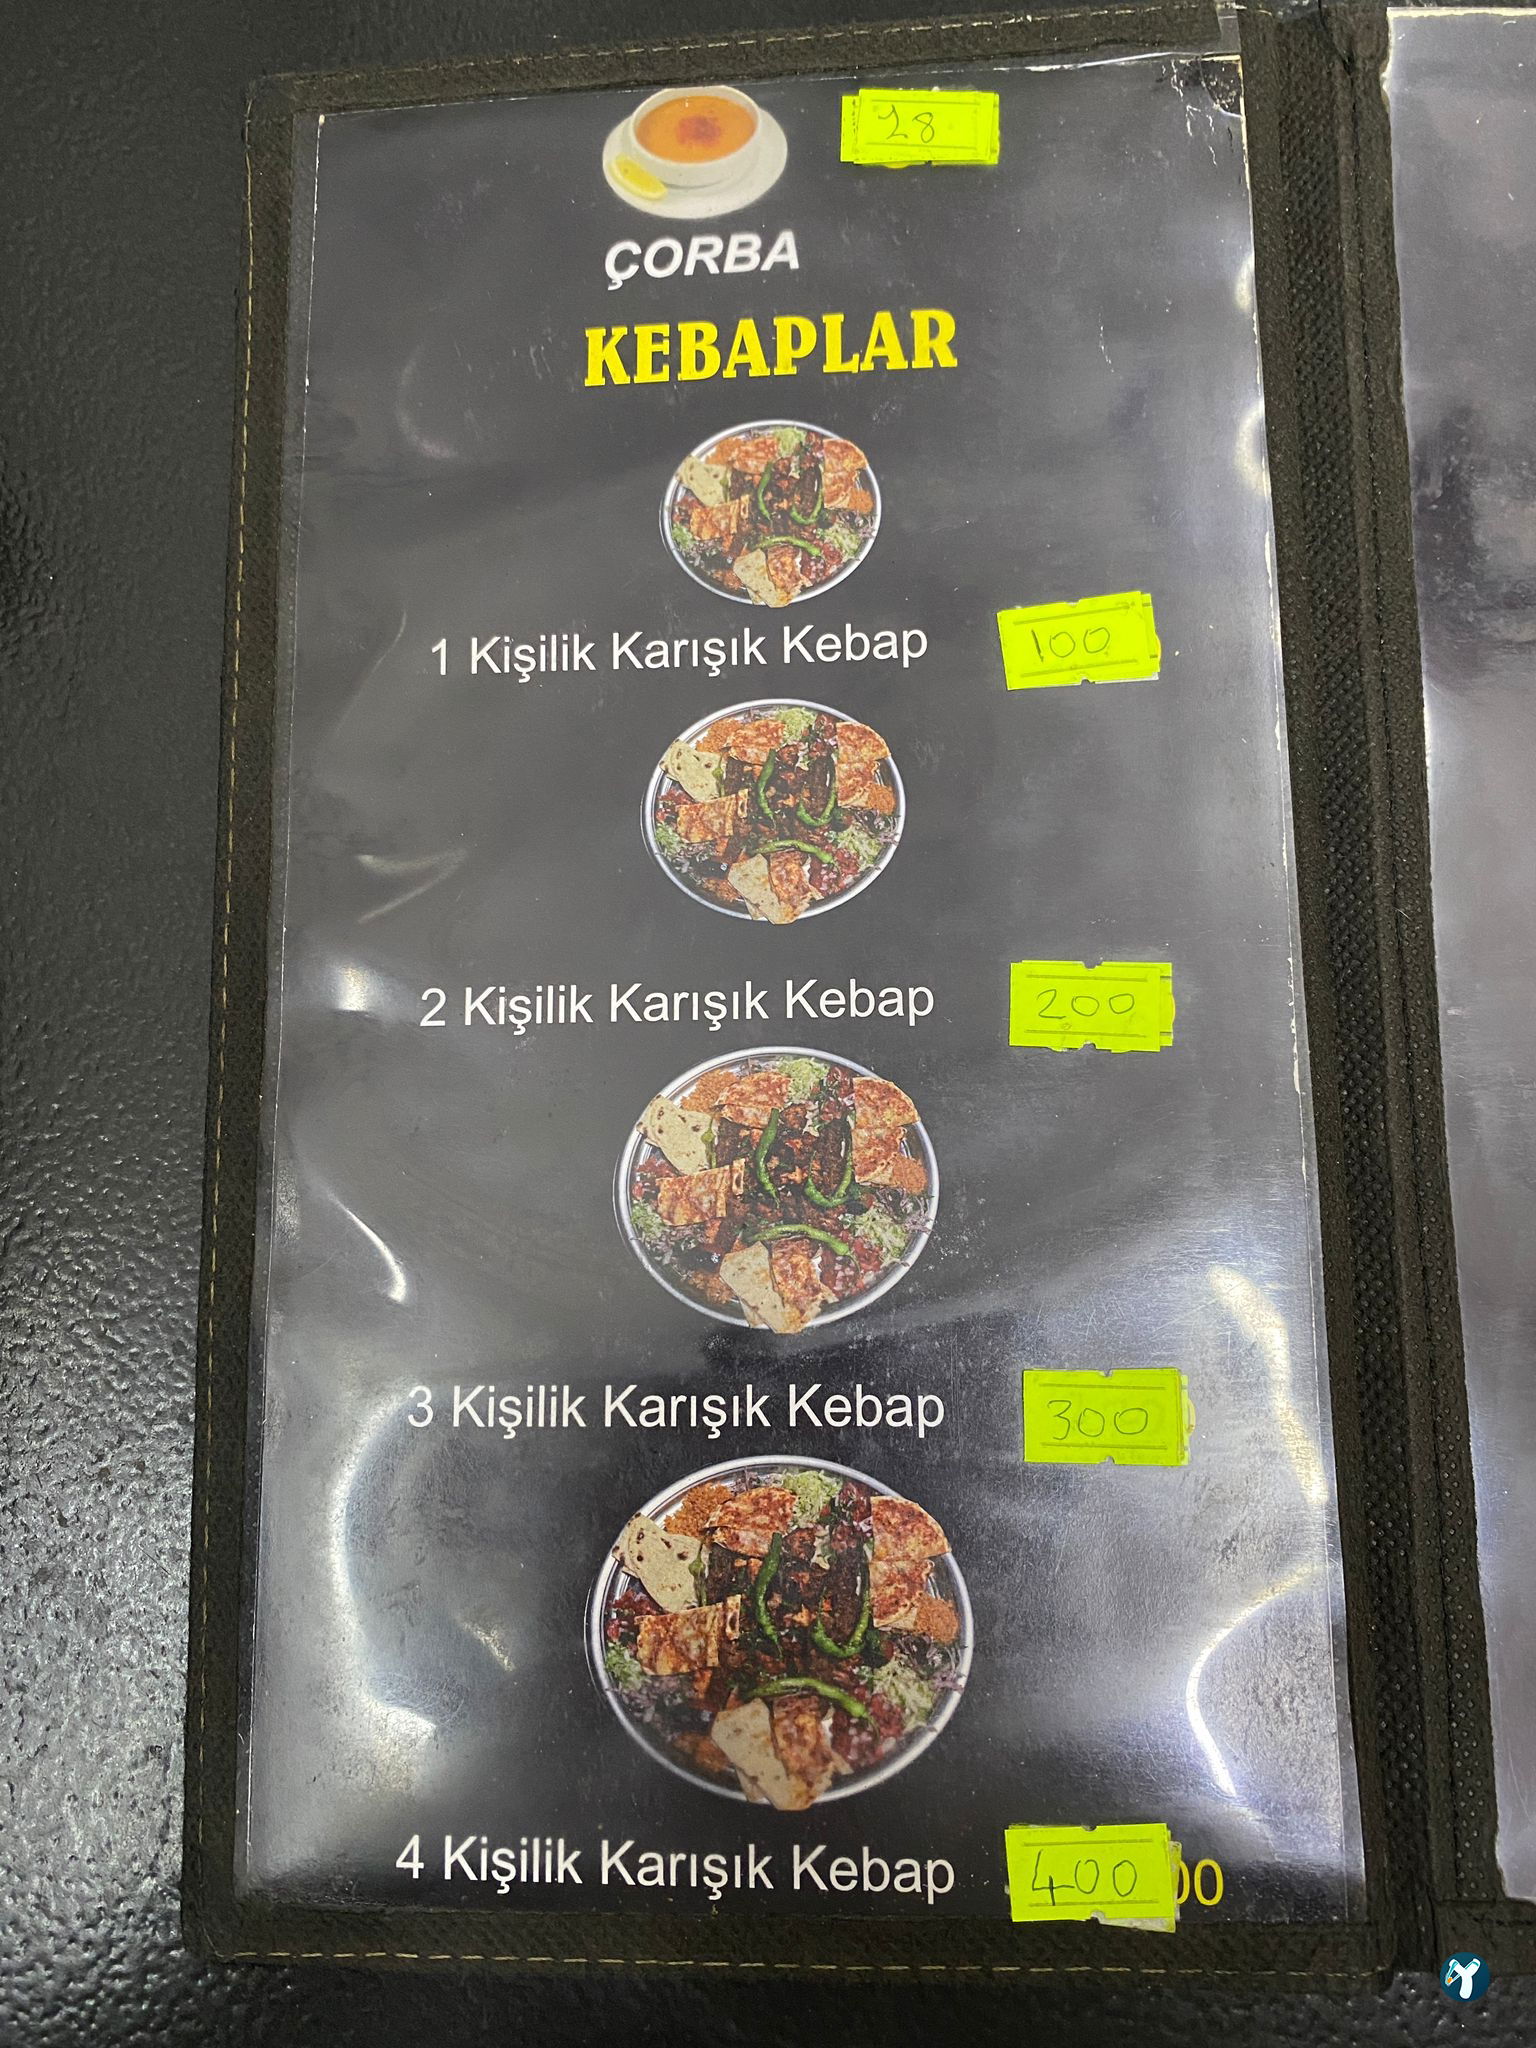 28
ÇORBA
KEBAPLAR
1 Kişilik Karışık Kebap 100
2 Kişilik Karışık Kebap 200
3 Kişilik Karışık Kebap 300
4 Kişilik Karışık Kebap 400 00